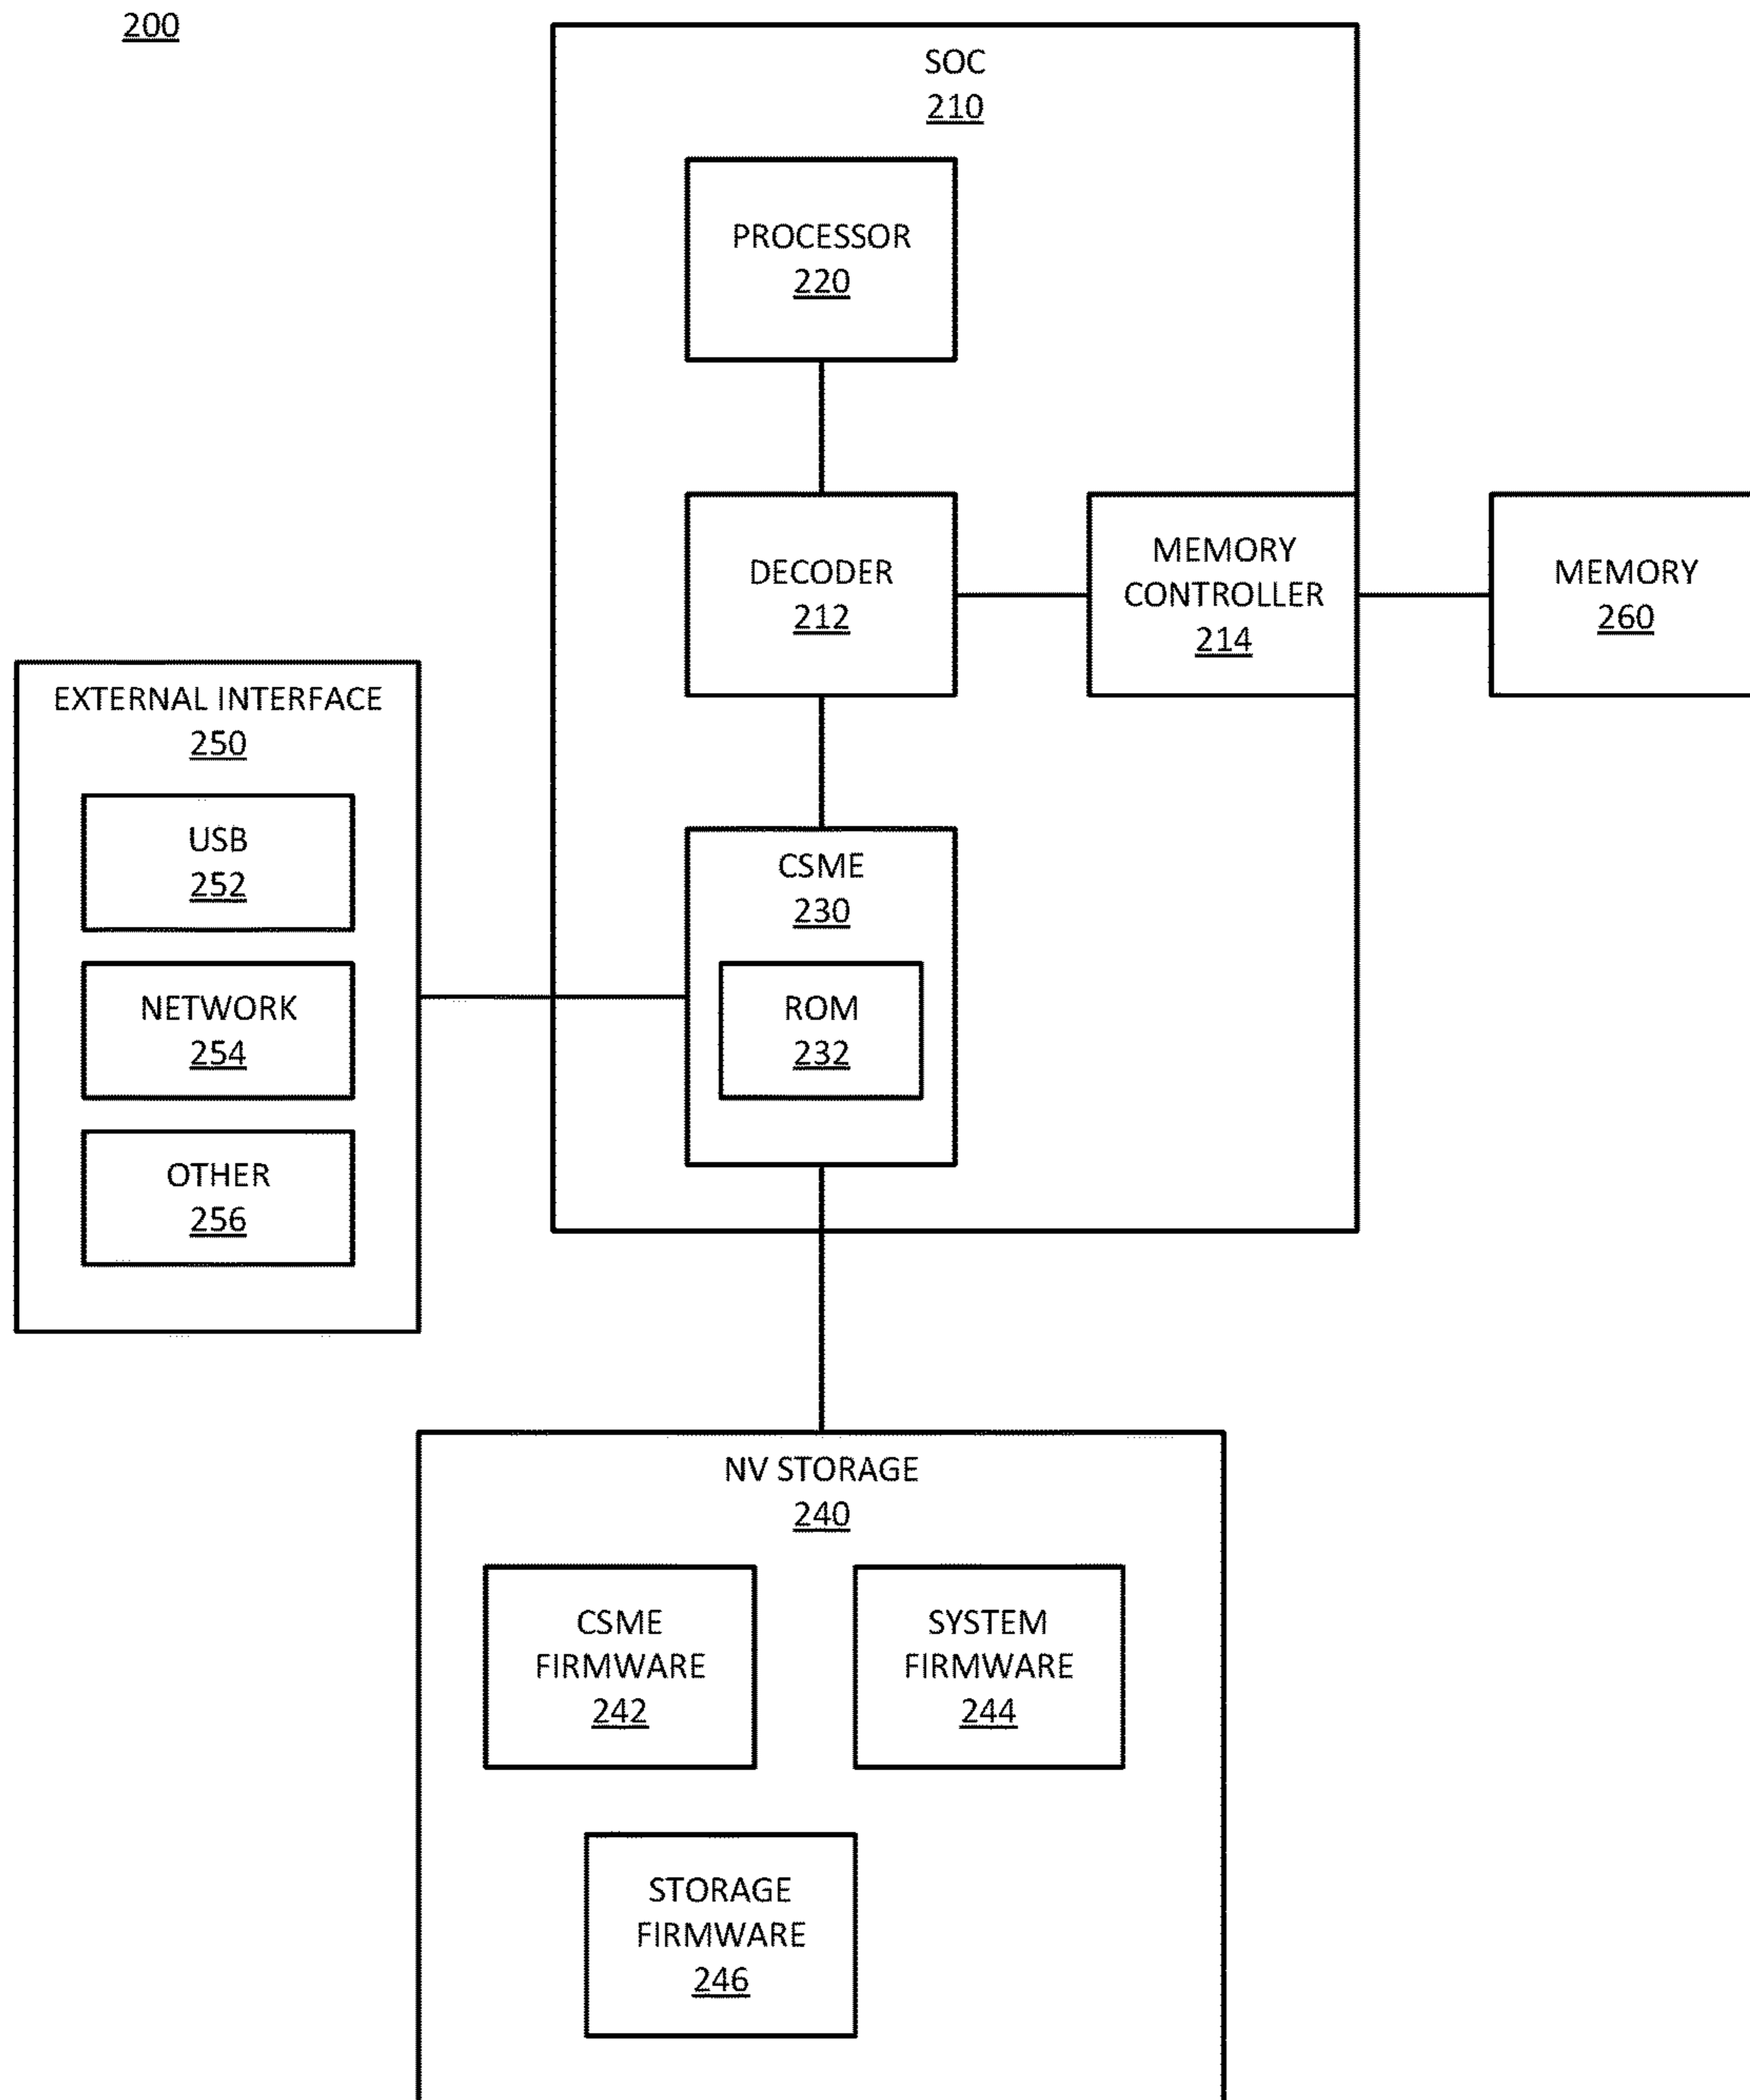 200
SOC
210
PROCESSOR
220
DECODER
212
MEMORY
CONTROLLER
214
MEMORY
260
EXTERNAL INTERFACE
250
USB
252
NETWORK
254
OTHER
256
CSME
230
ROM
232
NV STORAGE
240
CSME
FIRMWARE
242
SYSTEM
FIRMWARE
244
STORAGE
FIRMWARE
246